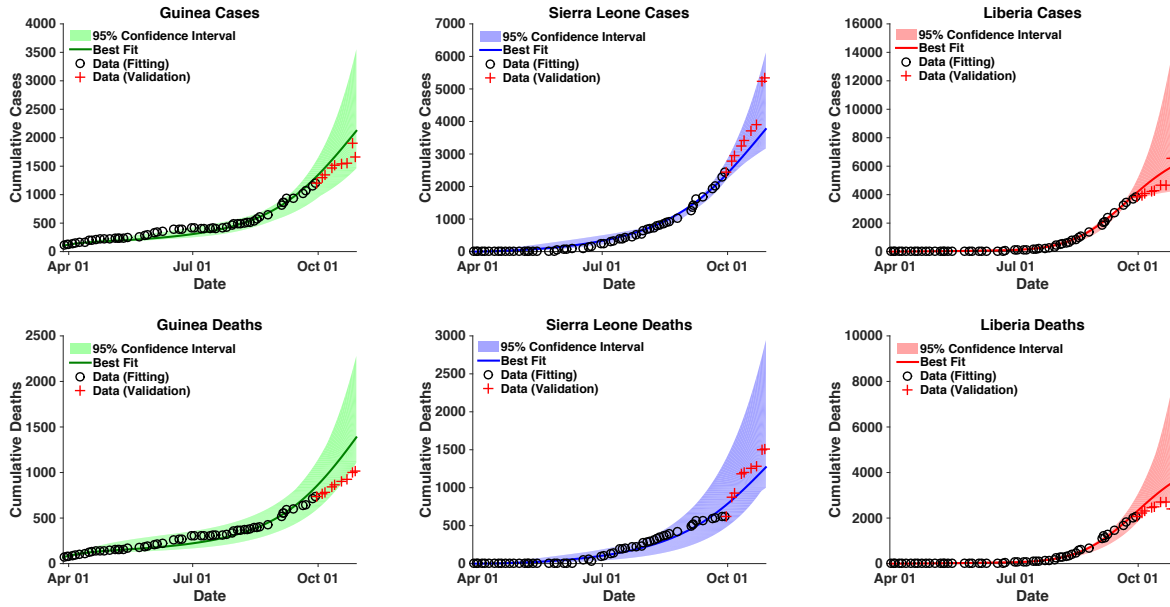 Guinea Cases
4000
3500
3000
2500
2000
1500
1000
500
0
Cumulative Cases
95% Confidence Interval
Best Fit
Data (Fitting)
Data (Validation)
Apr 01
Jul 01
Oct 01
Date
Sierra Leone Cases
7000
6000
5000
4000
3000
2000
1000
0
Cumulative Cases
95% Confidence Interval
Best Fit
Data (Fitting)
Data (Validation)
Apr 01
Jul 01
Oct 01
Date
Liberia Cases
16000
14000
12000
10000
8000
6000
4000
2000
0
Cumulative Cases
95% Confidence Interval
Best Fit
Data (Fitting)
Data (Validation)
Apr 01
Jul 01
Oct 01
Date
Guinea Deaths
2500
2000
1500
1000
500
0
Cumulative Deaths
95% Confidence Interval
Best Fit
Data (Fitting)
Data (Validation)
Apr 01
Jul 01
Oct 01
Date
Sierra Leone Deaths
3000
2500
2000
1500
1000
500
0
Cumulative Deaths
95% Confidence Interval
Best Fit
Data (Fitting)
Data (Validation)
Apr 01
Jul 01
Oct 01
Date
Liberia Deaths
10000
8000
6000
4000
2000
0
Cumulative Deaths
95% Confidence Interval
Best Fit
Data (Fitting)
Data (Validation)
Apr 01
Jul 01
Oct 01
Date